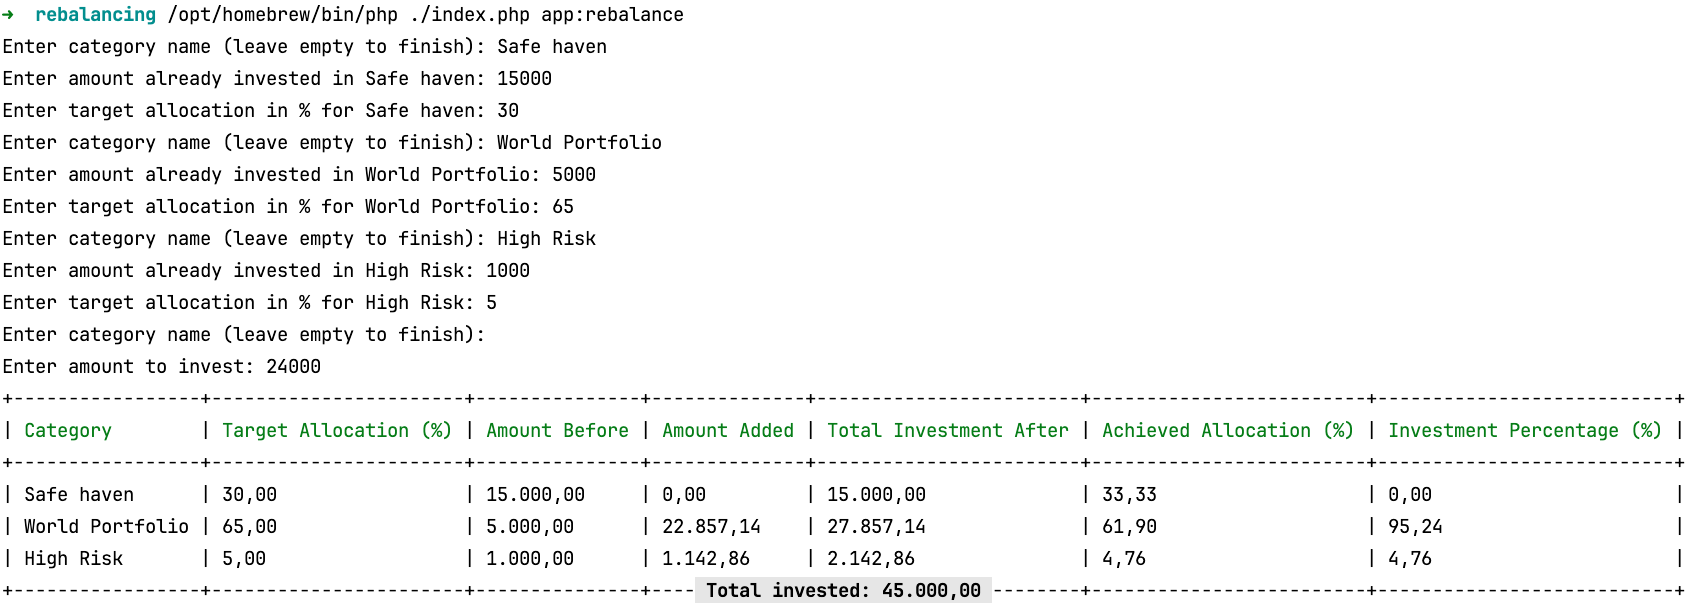 →  rebalancing /opt/homebrew/bin/php ./index.php app:rebalance
Enter category name (leave empty to finish): Safe haven
Enter amount already invested in Safe haven: 15000
Enter target allocation in % for Safe haven: 30
Enter category name (leave empty to finish): World Portfolio
Enter amount already invested in World Portfolio: 5000
Enter target allocation in % for World Portfolio: 65
Enter category name (leave empty to finish): High Risk
Enter amount already invested in High Risk: 1000
Enter target allocation in % for High Risk: 5
Enter category name (leave empty to finish):
Enter amount to invest: 24000
+-----------------+-----------------------+---------------+--------------+------------------------+-------------------------+---------------------------+
| Category        | Target Allocation (%) | Amount Before | Amount Added | Total Investment After | Achieved Allocation (%) | Investment Percentage (%) |
+-----------------+-----------------------+---------------+--------------+------------------------+-------------------------+---------------------------+
| Safe haven      | 30,00                 | 15.000,00     | 0,00         | 15.000,00              | 33,33                   | 0,00                      |
| World Portfolio | 65,00                 | 5.000,00      | 22.857,14    | 27.857,14              | 61,90                   | 95,24                     |
| High Risk       | 5,00                  | 1.000,00      | 1.142,86     | 2.142,86               | 4,76                    | 4,76                      |
+-----------------+-----------------------+---------------+---- Total invested: 45.000,00 --------+-------------------------+---------------------------+